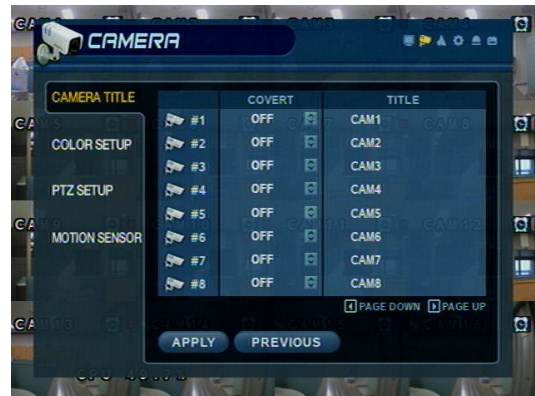 CAMERA
CAMERA TITLE
COLOR SETUP
PTZ SETUP
MOTION SENSOR
COVERT TITLE
#1 OFF CAM1
#2 OFF CAM2
#3 OFF CAM3
#4 OFF CAM4
#5 OFF CAM5
#6 OFF CAM6
#7 OFF CAM7
#8 OFF CAM8
PAGE DOWN PAGE UP
APPLY PREVIOUS